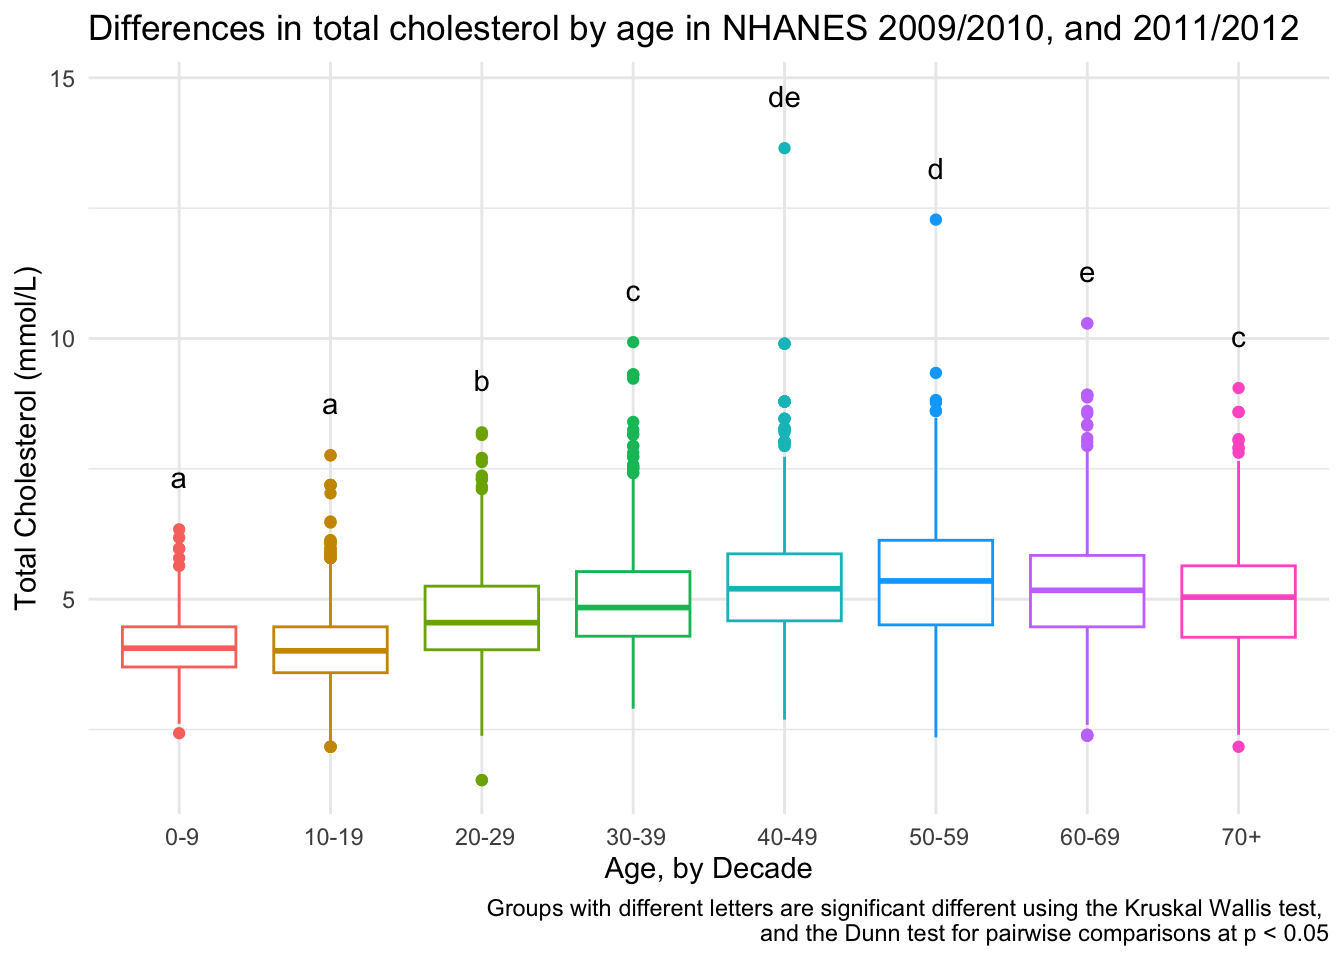 Differences in total cholesterol by age in NHANES 2009/2010, and 2011/2012
15
10
5
Total Cholesterol (mmol/L)
a
a
b
c
de
d
e
c
0-9
10-19
20-29
30-39
40-49
50-59
60-69
70+
Age, by Decade
Groups with different letters are significant different using the Kruskal Wallis test,
and the Dunn test for pairwise comparisons at p < 0.05